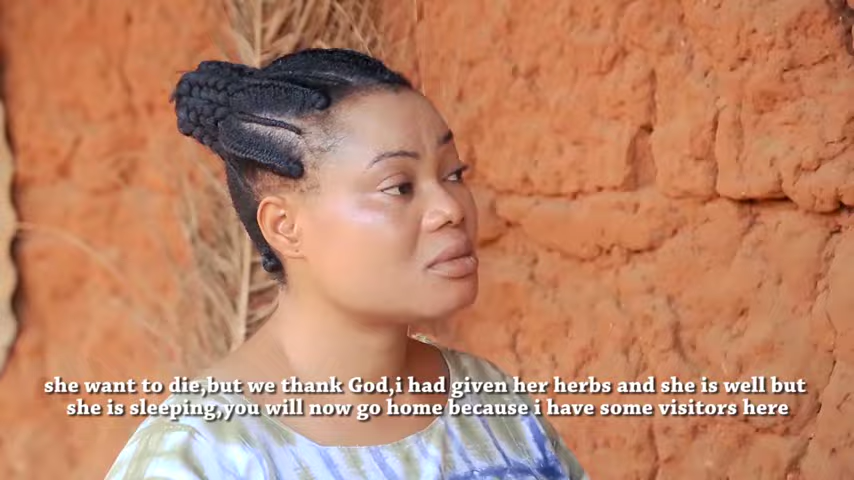 she want to die,but we thank God,i had given her herbs and she is well but
she is sleeping,you will now go home because i have some visitors here